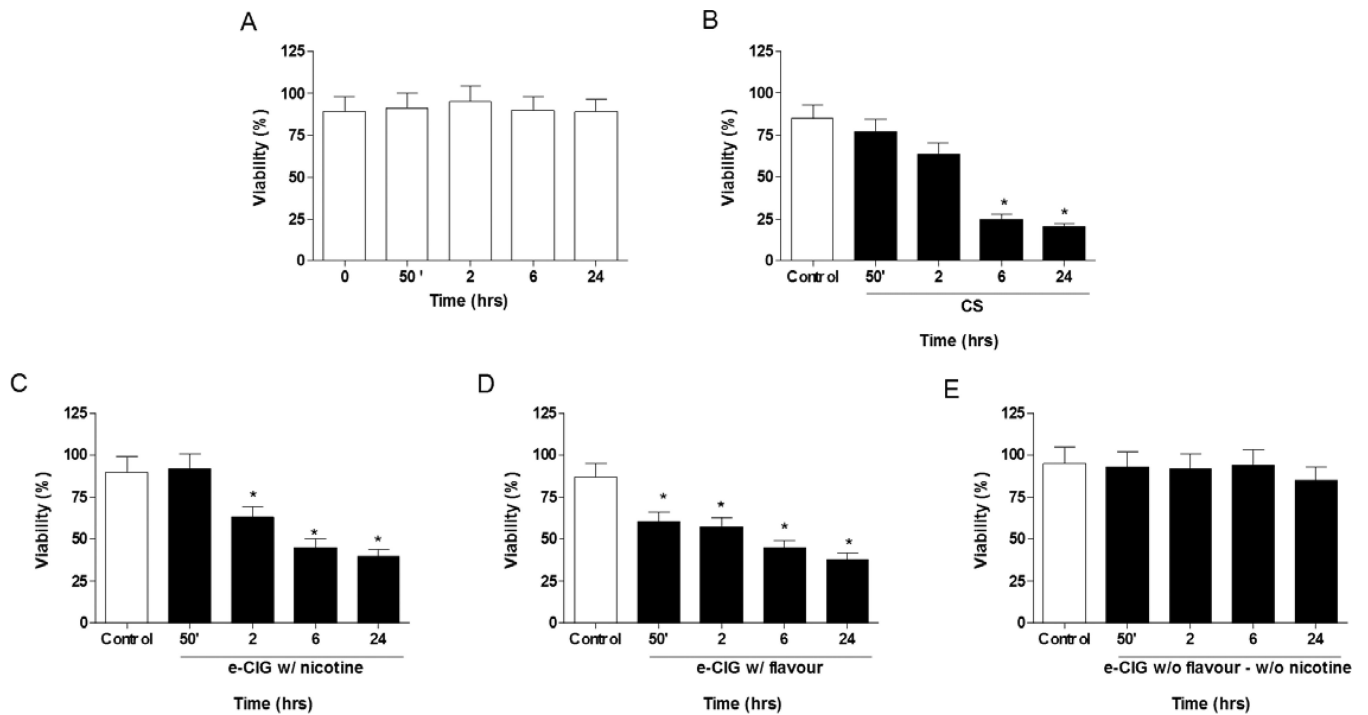 A
125
100
75
50
25
0
Viability (%)
0 50 ' 2 6 24
Time (hrs)
B
125
100
75
50
25
0
Viability (%)
* *
Control 50' 2 6 24
CS
Time (hrs)
C
125
100
75
50
25
0
Viability (%)
* * *
Control 50' 2 6 24
e-CIG w/ nicotine
Time (hrs)
D
125
100
75
50
25
0
Viability (%)
* * * *
Control 50' 2 6 24
e-CIG w/ flavour
Time (hrs)
E
125
100
75
50
25
0
Viability (%)
Control 50' 2 6 24
e-CIG w/o flavour - w/o nicotine
Time (hrs)